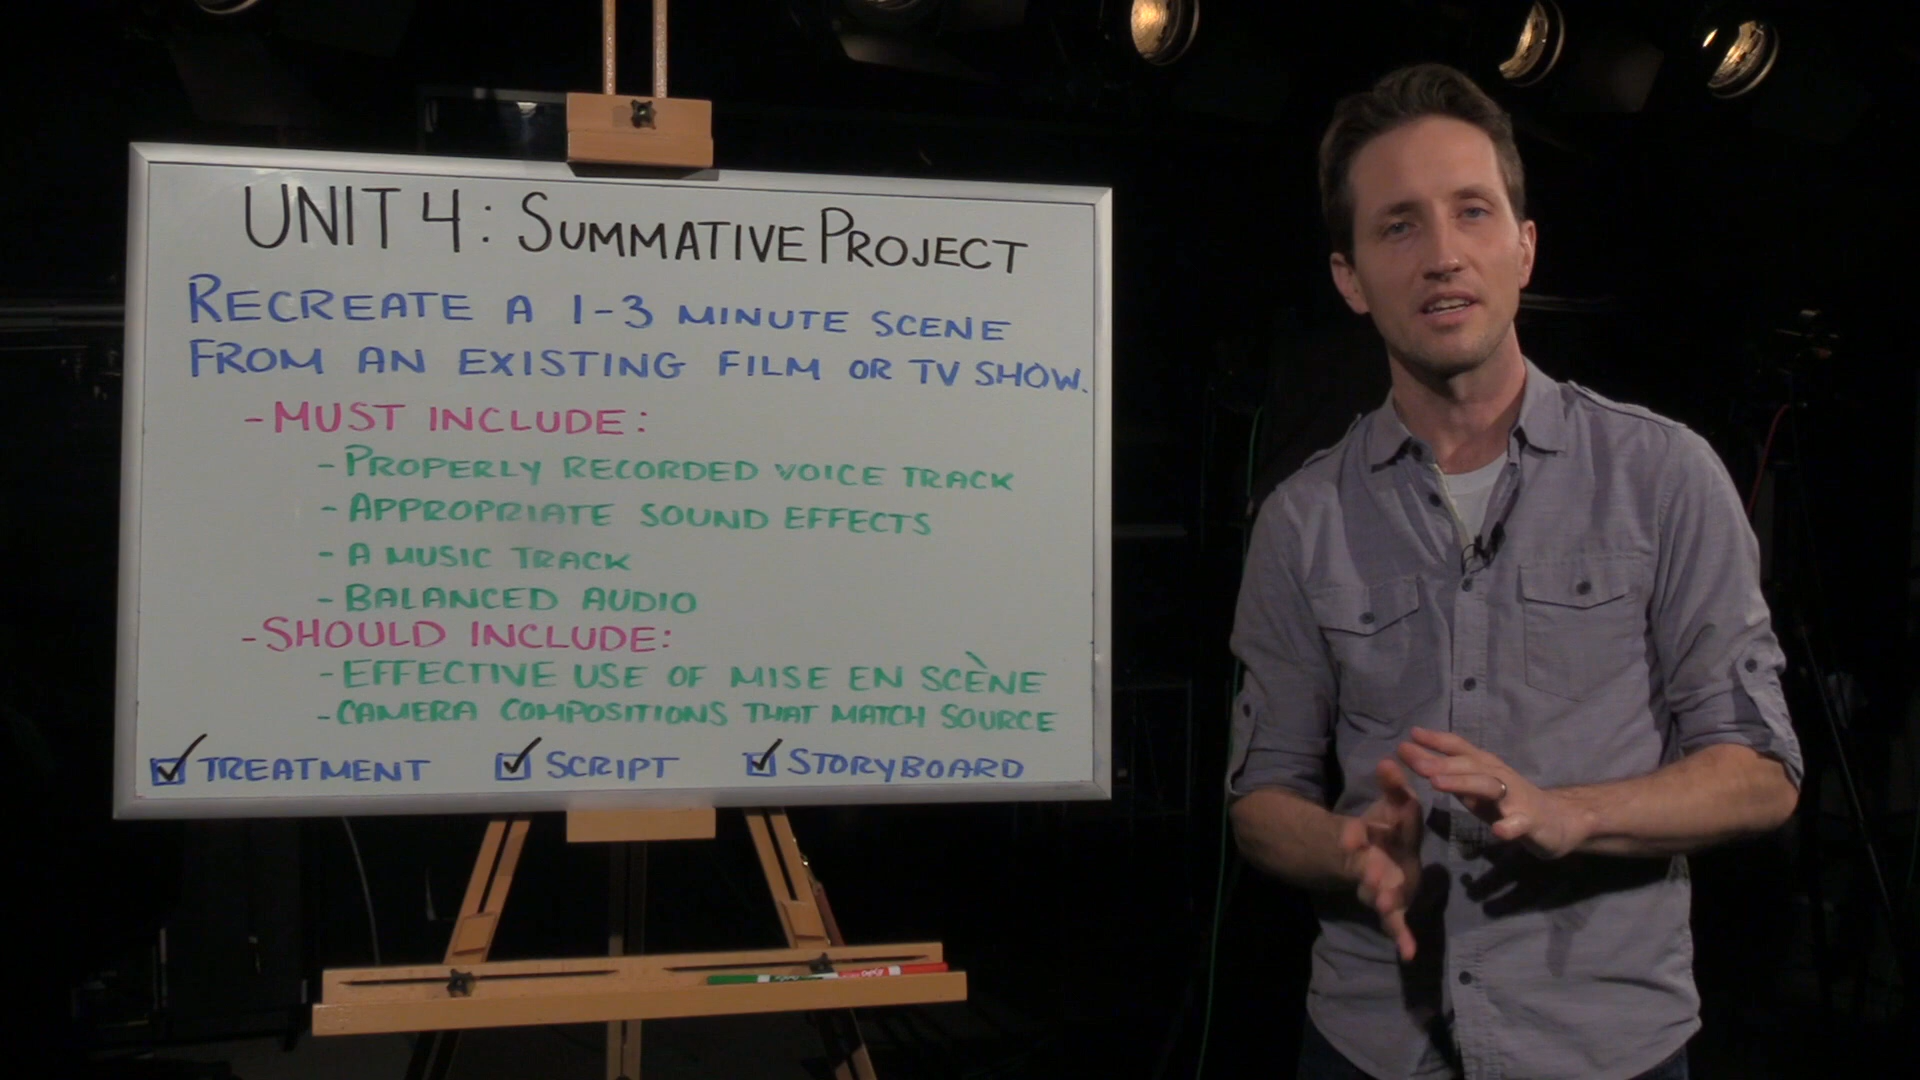 UNIT 4: SUMMATIVE PROJECT
RECREATE A 1-3 MINUTE SCENE
FROM AN EXISTING FILM OR TV SHOW.
- MUST INCLUDE:
- PROPERLY RECORDED VOICE TRACK
- APPROPRIATE SOUND EFFECTS
- A MUSIC TRACK
- BALANCED AUDIO
- SHOULD INCLUDE:
- EFFECTIVE USE OF MISE EN SCÈNE
- CAMERA COMPOSITIONS THAT MATCH SOURCE
☑ TREATMENT ☑ SCRIPT ☑ STORYBOARD